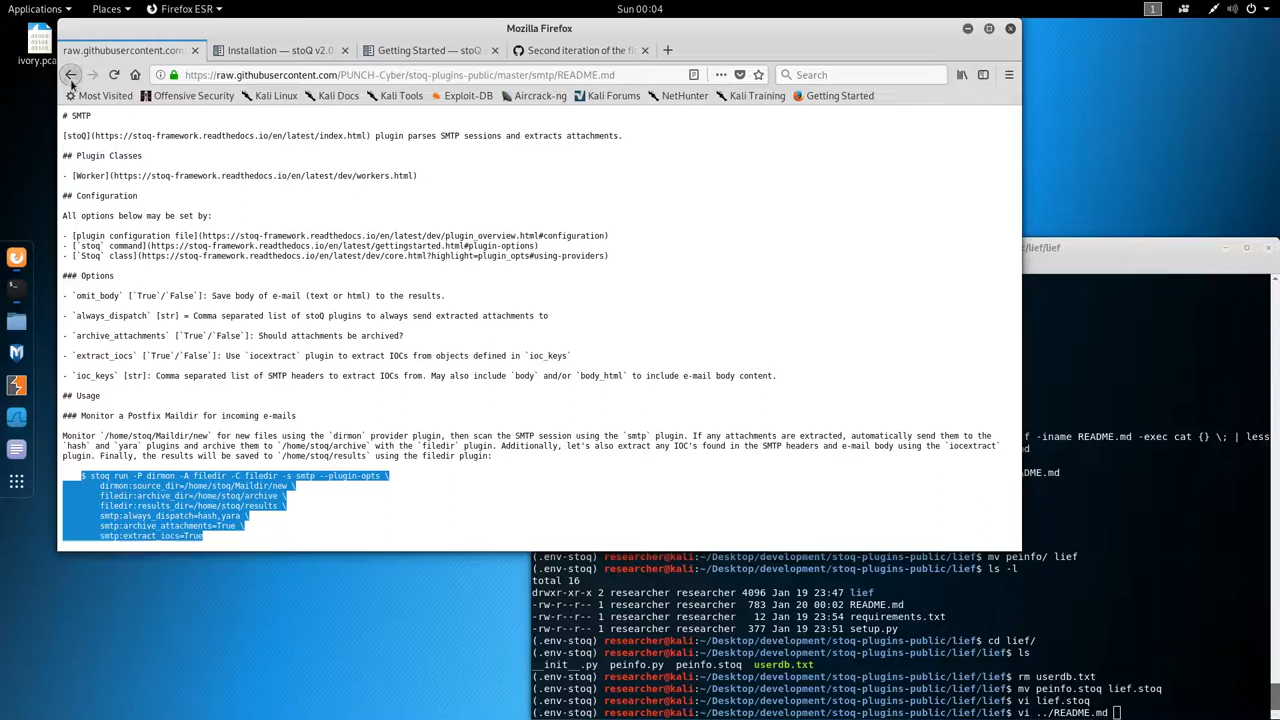 Applications ▾ Places ▾ Firefox ESR ▾
Sun 00:04
1
Mozilla Firefox
raw.githubusercontent.com
Installation — stoQ v2.0.
Getting Started — stoQ
Second iteration of the fi
https://raw.githubusercontent.com/PUNCH-Cyber/stoq-plugins-public/master/smtp/README.md
Search
Most Visited
Offensive Security
Kali Linux
Kali Docs
Kali Tools
Exploit-DB
Aircrack-ng
Kali Forums
NetHunter
Kali Training
Getting Started
ivory.pca
# SMTP
[stoQ](https://stoq-framework.readthedocs.io/en/latest/index.html) plugin parses SMTP sessions and extracts attachments.
## Plugin Classes
- [Worker](https://stoq-framework.readthedocs.io/en/latest/dev/workers.html)
## Configuration
All options below may be set by:
- [plugin configuration file](https://stoq-framework.readthedocs.io/en/latest/dev/plugin_overview.html#configuration)
- [`stoq` command](https://stoq-framework.readthedocs.io/en/latest/gettingstarted.html#plugin-options)
- [`Stoq` class](https://stoq-framework.readthedocs.io/en/latest/dev/core.html?highlight=plugin_opts#using-providers)
### Options
- `omit_body` [`True`/`False`]: Save body of e-mail (text or html) to the results.
- `always_dispatch` [str] = Comma separated list of stoQ plugins to always send extracted attachments to
- `archive_attachments` [`True`/`False`]: Should attachments be archived?
- `extract_iocs` [`True`/`False`]: Use `iocextract` plugin to extract IOCs from objects defined in `ioc_keys`
- `ioc_keys` [str]: Comma separated list of SMTP headers to extract IOCs from. May also include `body` and/or `body_html` to include e-mail body content.
## Usage
### Monitor a Postfix Maildir for incoming e-mails
Monitor `/home/stoq/Maildir/new` for new files using the `dirmon` provider plugin, then scan the SMTP session using the `smtp` plugin. If any attachments are extracted, automatically send them to the
`hash` and `yara` plugins and archive them to `/home/stoq/archive` with the `filedir` plugin. Additionally, let's also extract any IOC's found in the SMTP headers and e-mail body using the `iocextract`
plugin. Finally, the results will be saved to `/home/stoq/results` using the filedir plugin:
$ stoq run -P dirmon -A filedir -C filedir -s smtp --plugin-opts \
dirmon:source_dir=/home/stoq/Maildir/new \
filedir:archive_dir=/home/stoq/archive \
filedir:results_dir=/home/stoq/results \
smtp:always_dispatch=hash,yara \
smtp:archive_attachments=True \
smtp:extract_iocs=True
/lief/lief
f -iname README.md -exec cat {} \; | less
md
ME.md
(.env-stoq) researcher@kali:~/Desktop/development/stoq-plugins-public/lief$ mv peinfo/ lief
(.env-stoq) researcher@kali:~/Desktop/development/stoq-plugins-public/lief$ ls -l
total 16
drwxr-xr-x 2 researcher researcher 4096 Jan 19 23:47 lief
-rw-r--r-- 1 researcher researcher  783 Jan 20 00:02 README.md
-rw-r--r-- 1 researcher researcher   12 Jan 19 23:54 requirements.txt
-rw-r--r-- 1 researcher researcher  377 Jan 19 23:51 setup.py
(.env-stoq) researcher@kali:~/Desktop/development/stoq-plugins-public/lief$ cd lief/
(.env-stoq) researcher@kali:~/Desktop/development/stoq-plugins-public/lief/lief$ ls
__init__.py  peinfo.py  peinfo.stoq  userdb.txt
(.env-stoq) researcher@kali:~/Desktop/development/stoq-plugins-public/lief/lief$ rm userdb.txt
(.env-stoq) researcher@kali:~/Desktop/development/stoq-plugins-public/lief/lief$ mv peinfo.stoq lief.stoq
(.env-stoq) researcher@kali:~/Desktop/development/stoq-plugins-public/lief/lief$ vi lief.stoq
(.env-stoq) researcher@kali:~/Desktop/development/stoq-plugins-public/lief/lief$ vi ../README.md